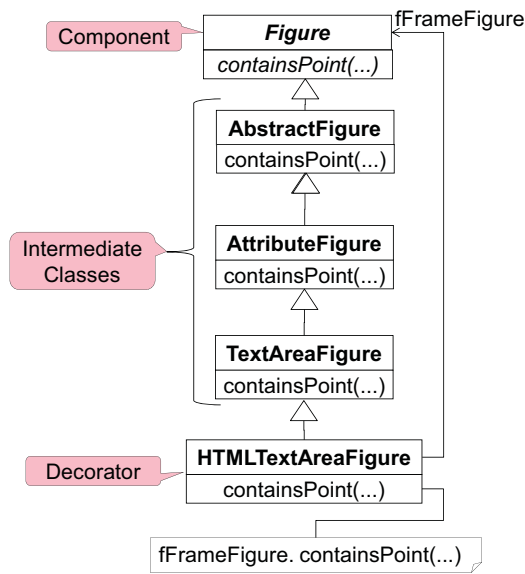 fFrameFigure
Component
Figure
containsPoint(...)
AbstractFigure
containsPoint(...)
Intermediate
Classes
AttributeFigure
containsPoint(...)
TextAreaFigure
containsPoint(...)
Decorator
HTMLTextAreaFigure
containsPoint(...)
fFrameFigure. containsPoint(...)